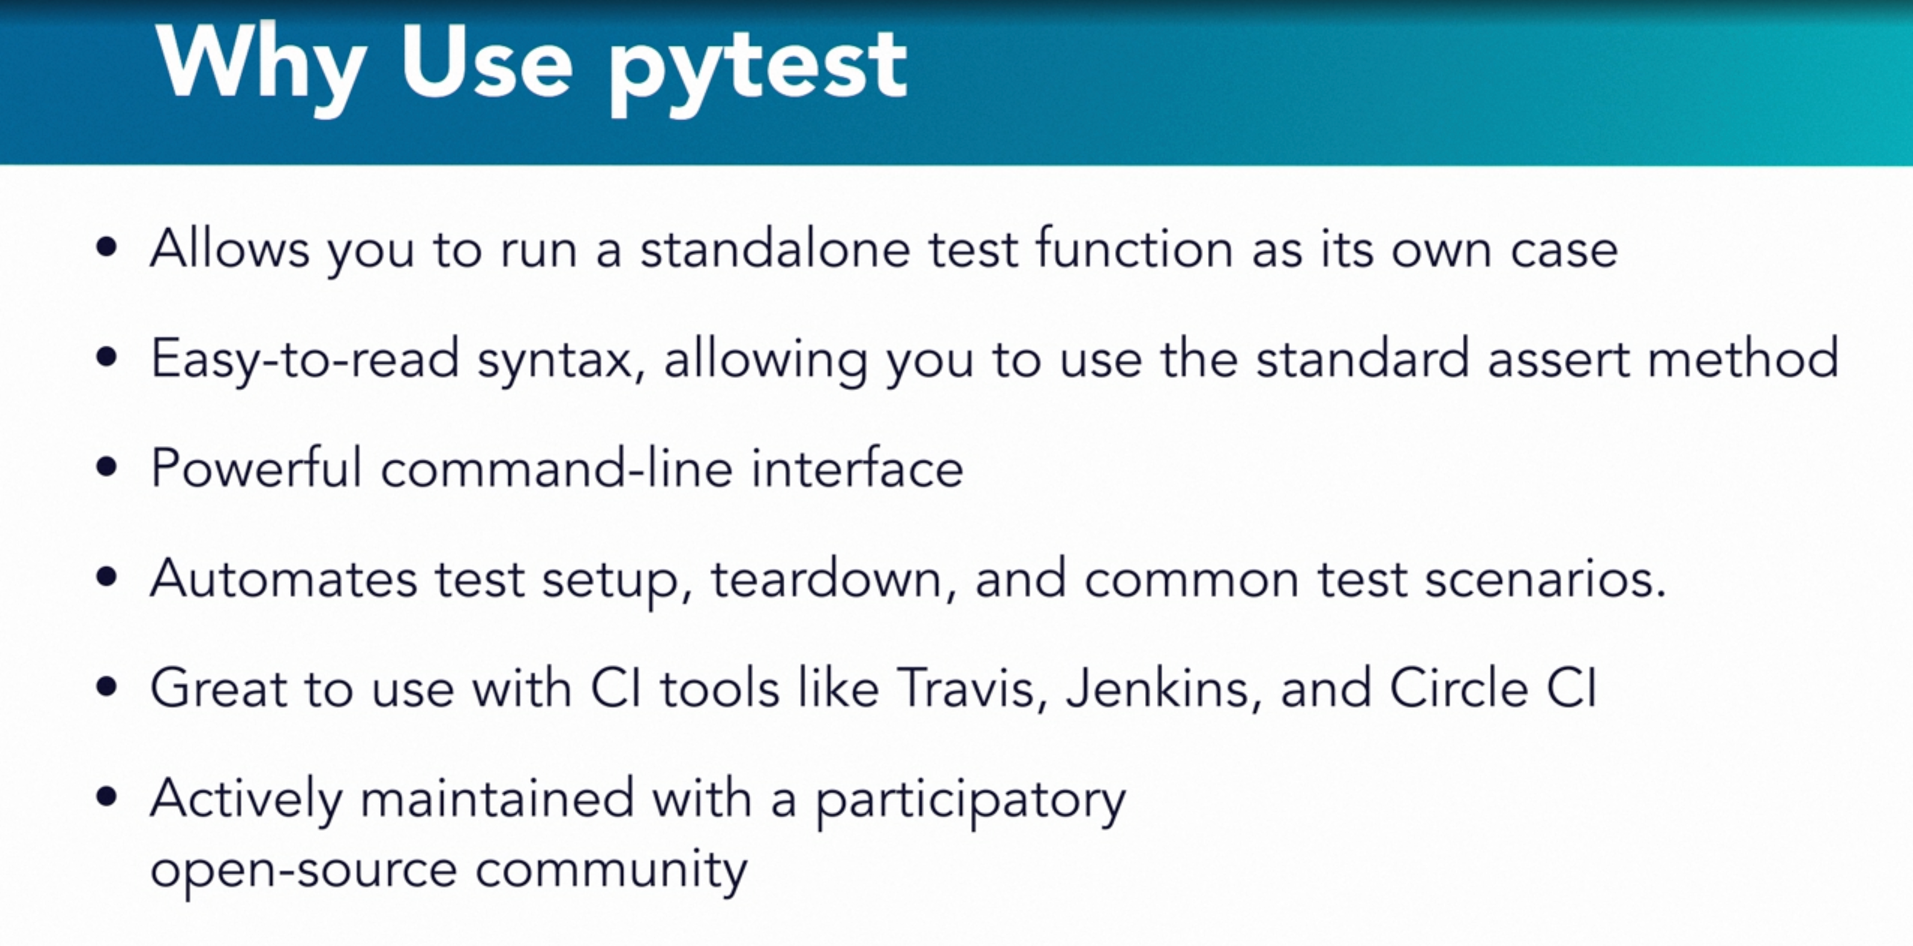 Why Use pytest
• Allows you to run a standalone test function as its own case
• Easy-to-read syntax, allowing you to use the standard assert method
• Powerful command-line interface
• Automates test setup, teardown, and common test scenarios.
• Great to use with CI tools like Travis, Jenkins, and Circle CI
• Actively maintained with a participatory
open-source community